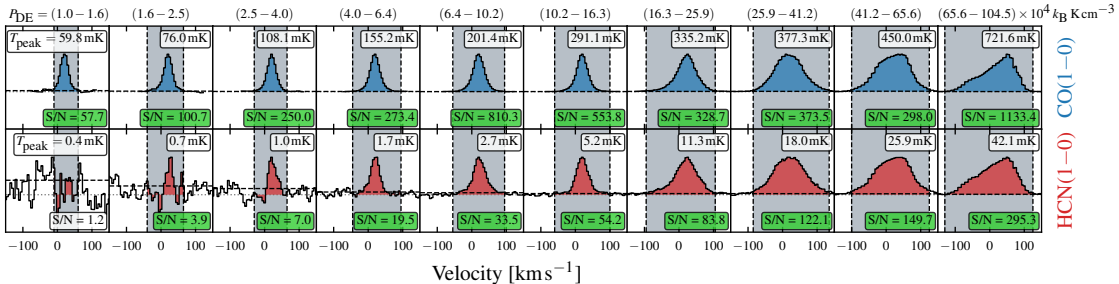 P_DE = (1.0−1.6) (1.6−2.5) (2.5−4.0) (4.0−6.4) (6.4−10.2) (10.2−16.3) (16.3−25.9) (25.9−41.2) (41.2−65.6) (65.6−104.5) × 10⁴ k_B K cm⁻³
T_peak = 59.8 mK 76.0 mK 108.1 mK 155.2 mK 201.4 mK 291.1 mK 335.2 mK 377.3 mK 450.0 mK 721.6 mK
CO(1−0)
S/N = 57.7 S/N = 100.7 S/N = 250.0 S/N = 273.4 S/N = 810.3 S/N = 553.8 S/N = 328.7 S/N = 373.5 S/N = 298.0 S/N = 1133.4
T_peak = 0.4 mK 0.7 mK 1.0 mK 1.7 mK 2.7 mK 5.2 mK 11.3 mK 18.0 mK 25.9 mK 42.1 mK
HCN(1−0)
S/N = 1.2 S/N = 3.9 S/N = 7.0 S/N = 19.5 S/N = 33.5 S/N = 54.2 S/N = 83.8 S/N = 122.1 S/N = 149.7 S/N = 295.3
−100 0 100 −100 0 100 −100 0 100 −100 0 100 −100 0 100 −100 0 100 −100 0 100 −100 0 100 −100 0 100 −100 0 100
Velocity [km s⁻¹]